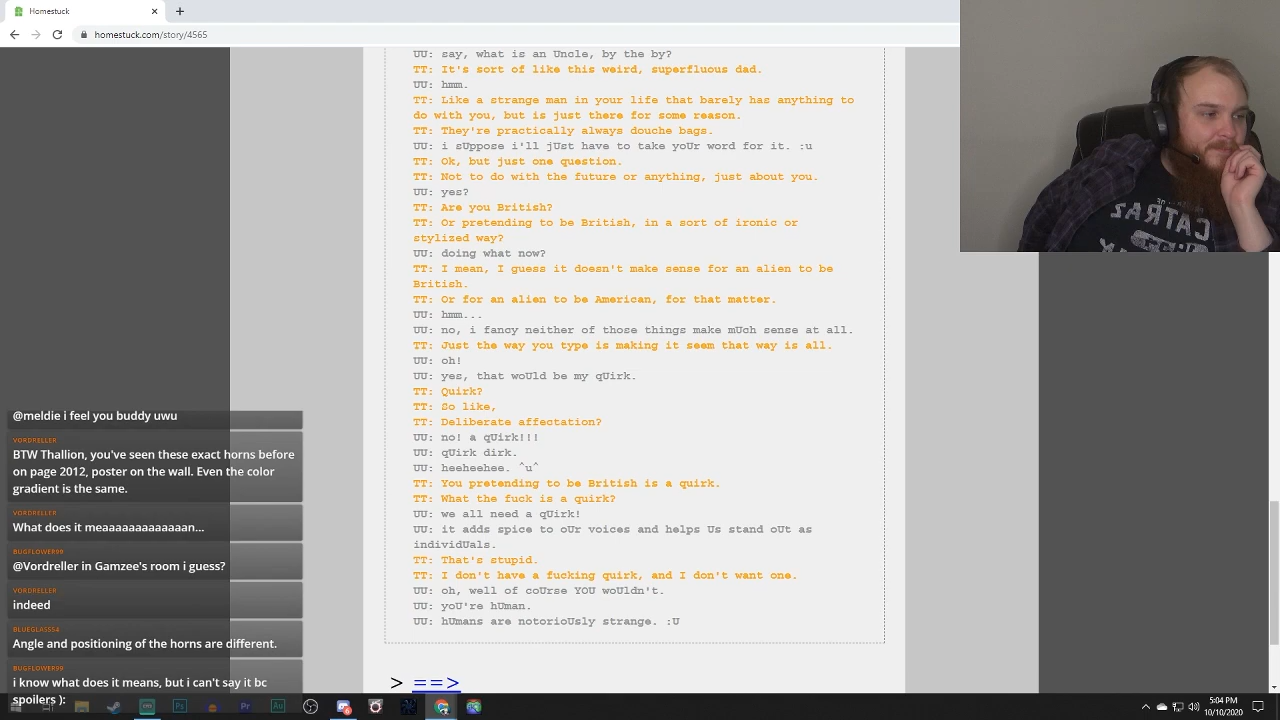 Homestuck
homestuck.com/story/4565
UU: say, what is an Uncle, by the by?
TT: It's sort of like this weird, superfluous dad.
UU: hmm.
TT: Like a strange man in your life that barely has anything to
do with you, but is just there for some reason.
TT: They're practically always douche bags.
UU: i sUppose i'll jUst have to take yoUr word for it. :u
TT: Ok, but just one question.
TT: Not to do with the future or anything, just about you.
UU: yes?
TT: Are you British?
TT: Or pretending to be British, in a sort of ironic or
stylized way?
UU: doing what now?
TT: I mean, I guess it doesn't make sense for an alien to be
British.
TT: Or for an alien to be American, for that matter.
UU: hmm...
UU: no, i fancy neither of those things make mUch sense at all.
TT: Just the way you type is making it seem that way is all.
UU: oh!
UU: yes, that woUld be my qUirk.
TT: Quirk?
TT: So like,
TT: Deliberate affectation?
UU: no! a qUirk!!!
UU: qUirk dirk.
UU: heeheehee. ^u^
TT: You pretending to be British is a quirk.
TT: What the fuck is a quirk?
UU: we all need a qUirk!
UU: it adds spice to oUr voices and helps Us stand oUt as
individUals.
TT: That's stupid.
TT: I don't have a fucking quirk, and I don't want one.
UU: oh, well of coUrse YOU woUldn't.
UU: yoU're hUman.
UU: hUmans are notorioUsly strange. :U
> ==>
@meldie i feel you buddy uwu
VORDRELLER
BTW Thallion, you've seen these exact horns before
on page 2012, poster on the wall. Even the color
gradient is the same.
VORDRELLER
What does it meaaaaaaaaaaaaan...
BUGFLOWER99
@Vordreller in Gamzee's room i guess?
VORDRELLER
indeed
BLUEGLASS54
Angle and positioning of the horns are different.
BUGFLOWER99
i know what does it means, but i can't say it bc
spoilers ):
5:04 PM
10/10/2020